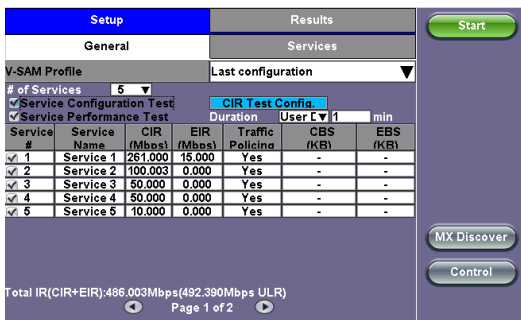 Setup Results Start
General Services
V-SAM Profile Last configuration
# of Services 5
Service Configuration Test CIR Test Config.
Service Performance Test Duration User D 1 min
Service # Service Name CIR (Mbps) EIR (Mbps) Traffic Policing CBS (KB) EBS (KB)
1 Service 1 261.000 15.000 Yes - -
2 Service 2 100.003 0.000 Yes - -
3 Service 3 50.000 0.000 Yes - -
4 Service 4 50.000 0.000 Yes - -
5 Service 5 10.000 0.000 Yes - -
MX Discover
Control
Total IR(CIR+EIR):486.003Mbps(492.390Mbps ULR)
Page 1 of 2